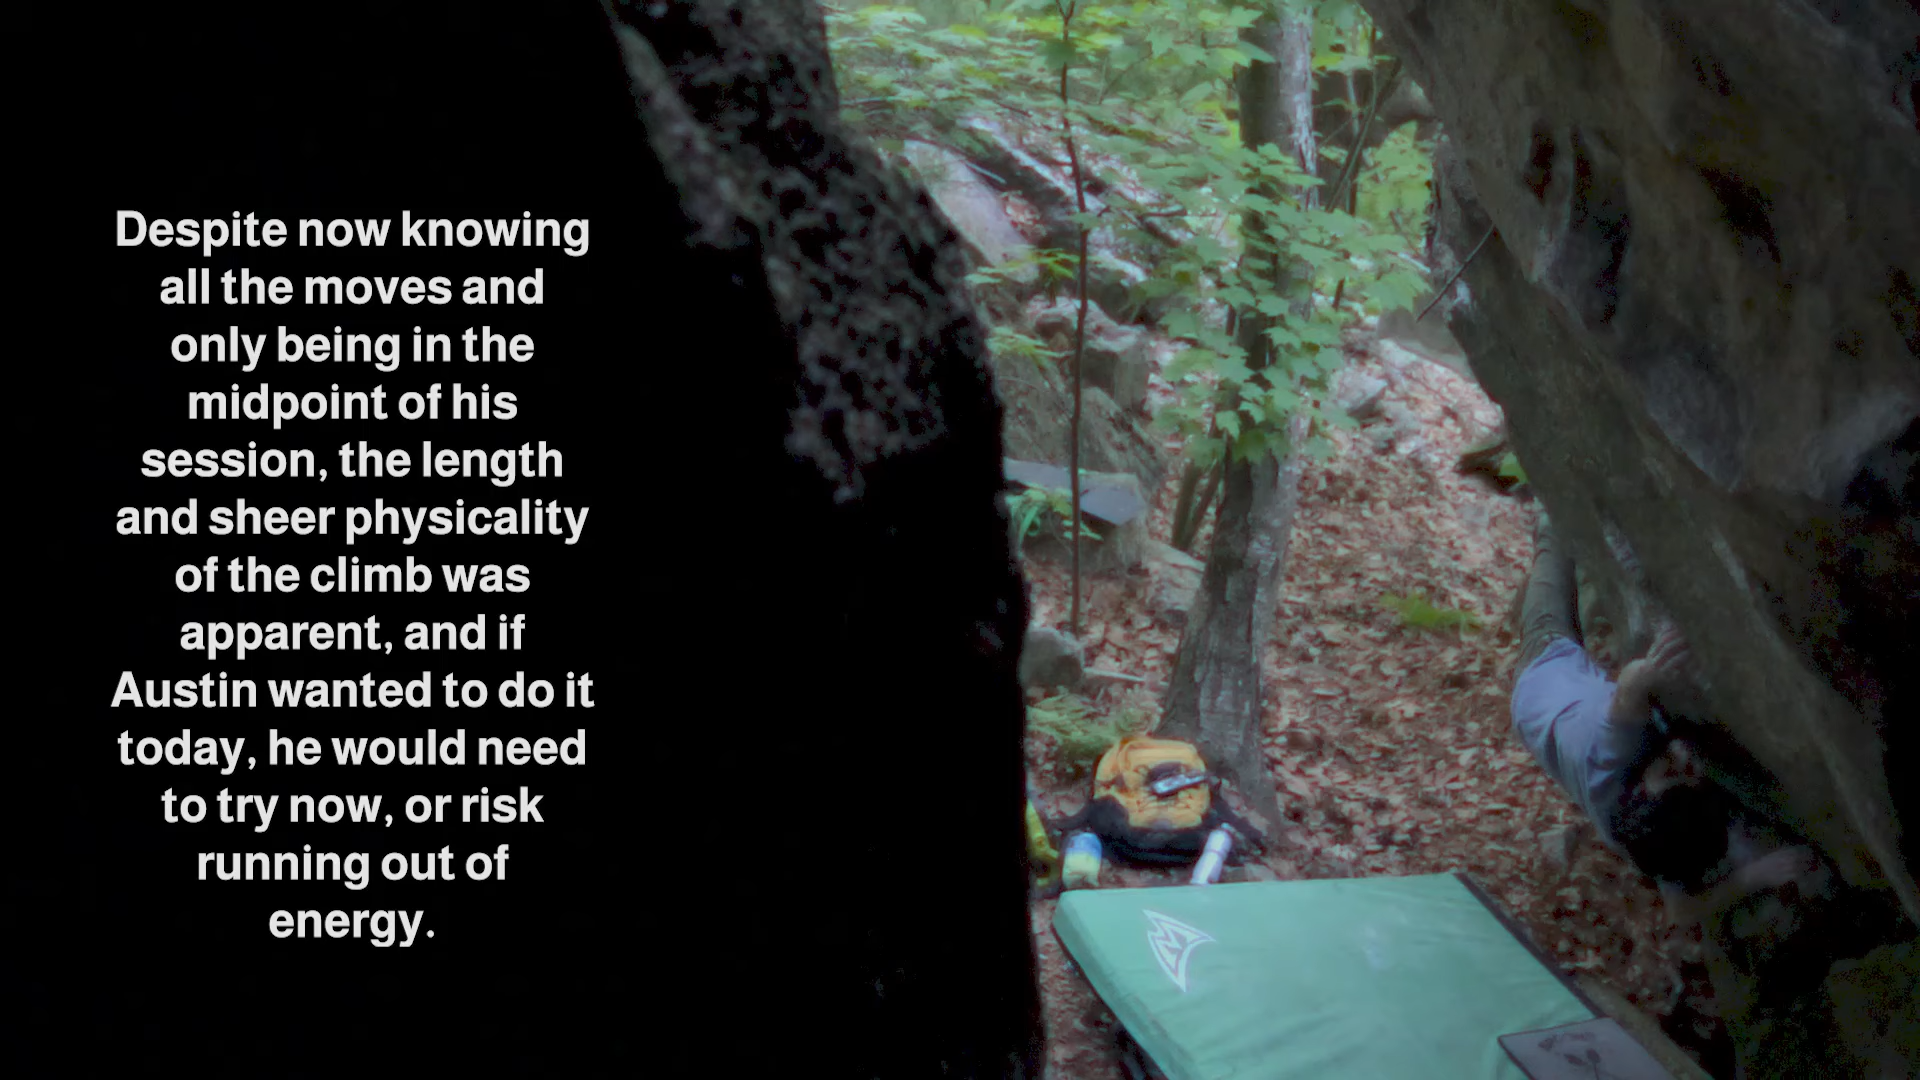 Despite now knowing
all the moves and
only being in the
midpoint of his
session, the length
and sheer physicality
of the climb was
apparent, and if
Austin wanted to do it
today, he would need
to try now, or risk
running out of
energy.